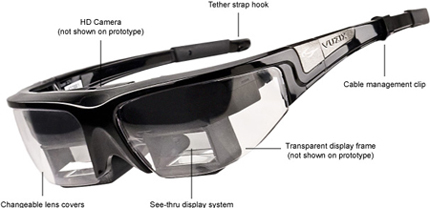 Tether strap hook
HD Camera
(not shown on prototype)
VUZIX
Cable management clip
Transparent display frame
(not shown on prototype)
Changeable lens covers
See-thru display system